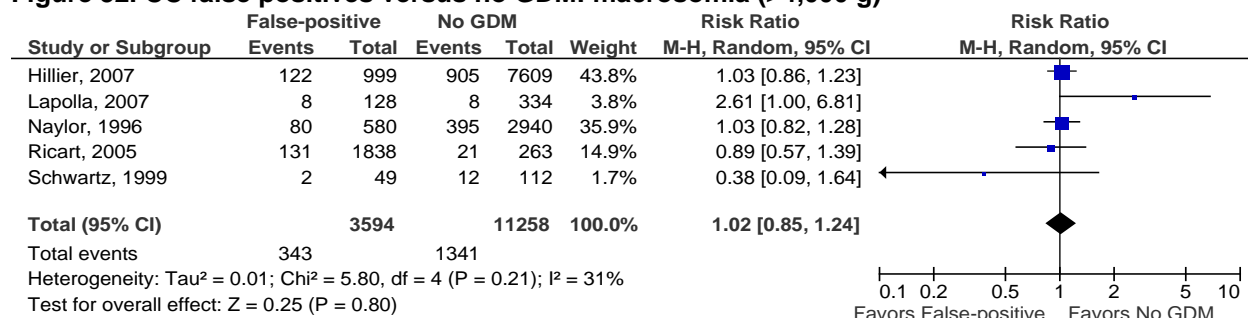 Figure false positives versus no GDM: macrosomia (>4,000 g)
False-positive No GDM Risk Ratio Risk Ratio
Study or Subgroup Events Total Events Total Weight M-H, Random, 95% CI M-H, Random, 95% CI
Hillier, 2007 122 999 905 7609 43.8% 1.03 [0.86, 1.23]
Lapolla, 2007 8 128 8 334 3.8% 2.61 [1.00, 6.81]
Naylor, 1996 80 580 395 2940 35.9% 1.03 [0.82, 1.28]
Ricart, 2005 131 1838 21 263 14.9% 0.89 [0.57, 1.39]
Schwartz, 1999 2 49 12 112 1.7% 0.38 [0.09, 1.64]
Total (95% CI) 3594 11258 100.0% 1.02 [0.85, 1.24]
Total events 343 1341
Heterogeneity: Tau² = 0.01; Chi² = 5.80, df = 4 (P = 0.21); I² = 31%
Test for overall effect: Z = 0.25 (P = 0.80)
0.1 0.2 0.5 1 2 5 10
Favors False-positive Favors No GDM